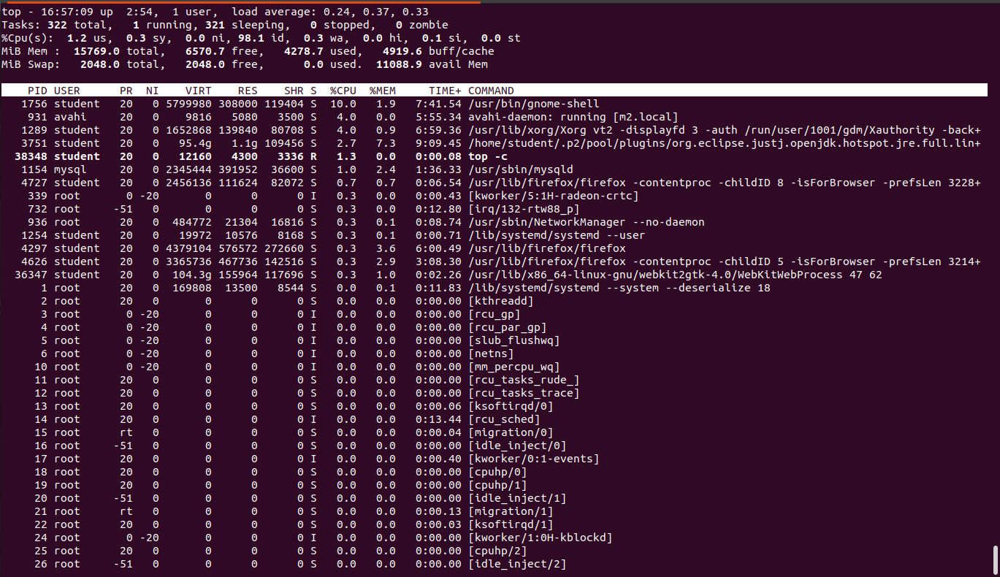 top - 16:57:09 up  2:54,  1 user,  load average: 0.24, 0.37, 0.33
Tasks: 322 total,   1 running, 321 sleeping,   0 stopped,   0 zombie
%Cpu(s):  1.2 us,  0.3 sy,  0.0 ni, 98.1 id,  0.3 wa,  0.0 hi,  0.1 si,  0.0 st
MiB Mem :  15769.0 total,   6570.7 free,   4278.7 used,   4919.6 buff/cache
MiB Swap:   2048.0 total,   2048.0 free,      0.0 used.  11088.9 avail Mem
    PID USER      PR  NI    VIRT    RES    SHR S  %CPU  %MEM     TIME+ COMMAND
   1756 student   20   0 5799980 308000 119404 S  10.0   1.9   7:41.54 /usr/bin/gnome-shell
    931 avahi     20   0    9816   5080   3500 S   4.0   0.0   5:55.34 avahi-daemon: running [m2.local]
   1289 student   20   0 1652868 139840  80708 S   4.0   0.9   6:59.36 /usr/lib/xorg/Xorg vt2 -displayfd 3 -auth /run/user/1001/gdm/Xauthority -back+
   3751 student   20   0   95.4g   1.1g 109456 S   2.7   7.3   9:09.45 /home/student/.p2/pool/plugins/org.eclipse.justj.openjdk.hotspot.jre.full.lin+
  38348 student   20   0   12160   4300   3336 R   1.3   0.0   0:00.08 top -c
   1154 mysql     20   0 2345444 391952  36600 S   1.0   2.4   1:36.33 /usr/sbin/mysqld
   4727 student   20   0 2456136 111624  82072 S   0.7   0.7   0:06.54 /usr/lib/firefox/firefox -contentproc -childID 8 -isForBrowser -prefsLen 3228+
    339 root       0 -20       0      0      0 I   0.3   0.0   0:00.43 [kworker/5:1H-radeon-crtc]
    732 root     -51   0       0      0      0 S   0.3   0.0   0:12.80 [irq/132-rtw88_p]
    936 root      20   0  484772  21304  16816 S   0.3   0.1   0:08.74 /usr/sbin/NetworkManager --no-daemon
   1254 student   20   0   19972  10576   8168 S   0.3   0.1   0:00.71 /lib/systemd/systemd --user
   4297 student   20   0 4379104 576572 272660 S   0.3   3.6   6:00.49 /usr/lib/firefox/firefox
   4626 student   20   0 3365736 467736 142516 S   0.3   2.9   3:08.30 /usr/lib/firefox/firefox -contentproc -childID 5 -isForBrowser -prefsLen 3214+
  36347 student   20   0  104.3g 155964 117696 S   0.3   1.0   0:02.26 /usr/lib/x86_64-linux-gnu/webkit2gtk-4.0/WebKitWebProcess 47 62
      1 root      20   0  169808  13500   8544 S   0.0   0.1   0:11.83 /lib/systemd/systemd --system --deserialize 18
      2 root      20   0       0      0      0 S   0.0   0.0   0:00.00 [kthreadd]
      3 root       0 -20       0      0      0 I   0.0   0.0   0:00.00 [rcu_gp]
      4 root       0 -20       0      0      0 I   0.0   0.0   0:00.00 [rcu_par_gp]
      5 root       0 -20       0      0      0 I   0.0   0.0   0:00.00 [slub_flushwq]
      6 root       0 -20       0      0      0 I   0.0   0.0   0:00.00 [netns]
     10 root       0 -20       0      0      0 I   0.0   0.0   0:00.00 [mm_percpu_wq]
     11 root      20   0       0      0      0 S   0.0   0.0   0:00.00 [rcu_tasks_rude_]
     12 root      20   0       0      0      0 S   0.0   0.0   0:00.00 [rcu_tasks_trace]
     13 root      20   0       0      0      0 S   0.0   0.0   0:00.06 [ksoftirqd/0]
     14 root      20   0       0      0      0 I   0.0   0.0   0:13.44 [rcu_sched]
     15 root      rt   0       0      0      0 S   0.0   0.0   0:00.04 [migration/0]
     16 root     -51   0       0      0      0 S   0.0   0.0   0:00.00 [idle_inject/0]
     17 root      20   0       0      0      0 I   0.0   0.0   0:00.40 [kworker/0:1-events]
     18 root      20   0       0      0      0 S   0.0   0.0   0:00.00 [cpuhp/0]
     19 root      20   0       0      0      0 S   0.0   0.0   0:00.00 [cpuhp/1]
     20 root     -51   0       0      0      0 S   0.0   0.0   0:00.00 [idle_inject/1]
     21 root      rt   0       0      0      0 S   0.0   0.0   0:00.13 [migration/1]
     22 root      20   0       0      0      0 S   0.0   0.0   0:00.03 [ksoftirqd/1]
     24 root       0 -20       0      0      0 I   0.0   0.0   0:00.00 [kworker/1:0H-kblockd]
     25 root      20   0       0      0      0 S   0.0   0.0   0:00.00 [cpuhp/2]
     26 root     -51   0       0      0      0 S   0.0   0.0   0:00.00 [idle_inject/2]